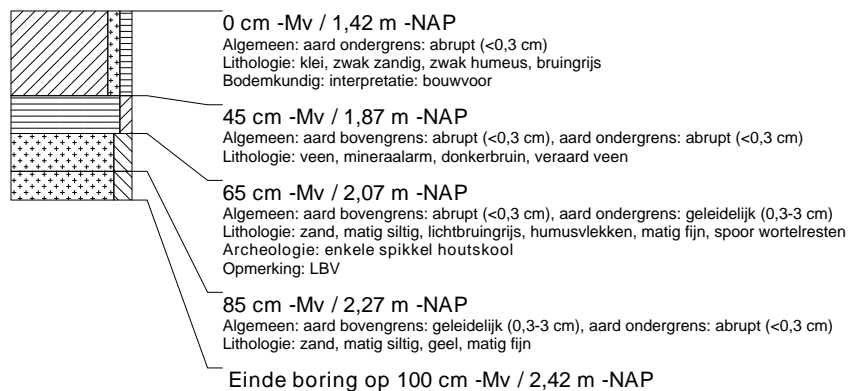 0 cm -Mv / 1,42 m -NAP
Algemeen: aard ondergrens: abrupt (<0,3 cm)
Lithologie: klei, zwak zandig, zwak humeus, bruingrijs
Bodemkundig: interpretatie: bouwvoor
45 cm -Mv / 1,87 m -NAP
Algemeen: aard bovengrens: abrupt (<0,3 cm), aard ondergrens: abrupt (<0,3 cm)
Lithologie: veen, mineraalarm, donkerbruin, veraard veen
65 cm -Mv / 2,07 m -NAP
Algemeen: aard bovengrens: abrupt (<0,3 cm), aard ondergrens: geleidelijk (0,3-3 cm)
Lithologie: zand, matig siltig, lichtbruingrijs, humusvlekken, matig fijn, spoor wortelresten
Archeologie: enkele spikkel houtskool
Opmerking: LBV
85 cm -Mv / 2,27 m -NAP
Algemeen: aard bovengrens: geleidelijk (0,3-3 cm), aard ondergrens: abrupt (<0,3 cm)
Lithologie: zand, matig siltig, geel, matig fijn
Einde boring op 100 cm -Mv / 2,42 m -NAP